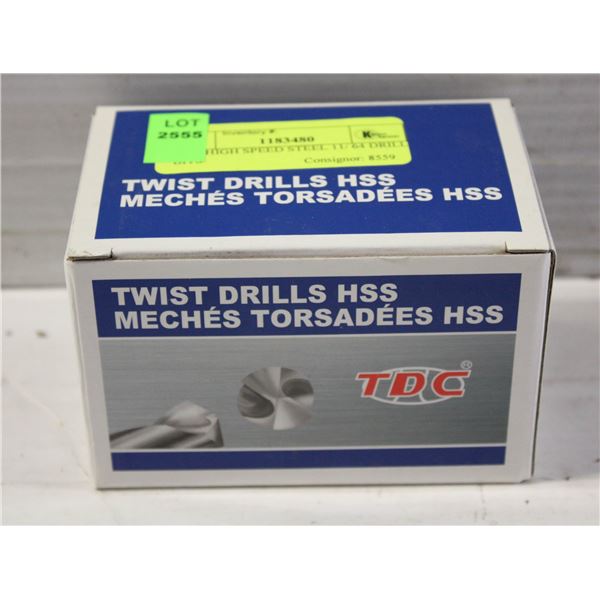 LOT
2555
Inventory #:
1183480
HIGH SPEED STEEL 11/ 64 DRILL
Consignor: 8559
TWIST DRILLS HSS
MECHÉS TORSADÉES HSS
TWIST DRILLS HSS
MECHÉS TORSADÉES HSS
TDC®